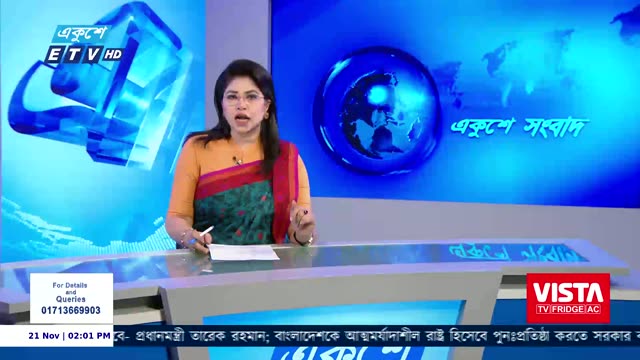 একুশে
ETV HD
একুশে সংবাদ
For Details
and
Queries
01713669903
VISTA
TV|FRIDGE|AC
21 Nov | 02:01 PM
বে- প্রধানমন্ত্রী তারেক রহমান; বাংলাদেশকে আত্মমর্যাদাশীল রাষ্ট্র হিসেবে পুনঃপ্রতিষ্ঠা করতে সরকার
একুশে